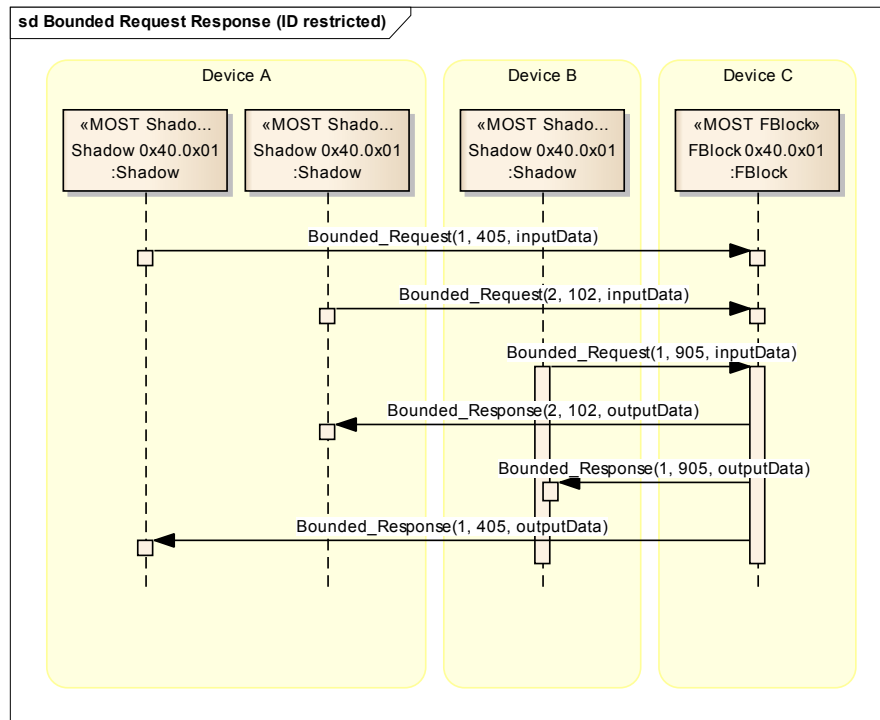 sd Bounded Request Response (ID restricted)
Device A
Device B
Device C
«MOST Shado...
Shadow 0x40.0x01
:Shadow
«MOST Shado...
Shadow 0x40.0x01
:Shadow
«MOST Shado...
Shadow 0x40.0x01
:Shadow
«MOST FBlock»
FBlock 0x40.0x01
:FBlock
Bounded_Request(1, 405, inputData)
Bounded_Request(2, 102, inputData)
Bounded_Request(1, 905, inputData)
Bounded_Response(2, 102, outputData)
Bounded_Response(1, 905, outputData)
Bounded_Response(1, 405, outputData)